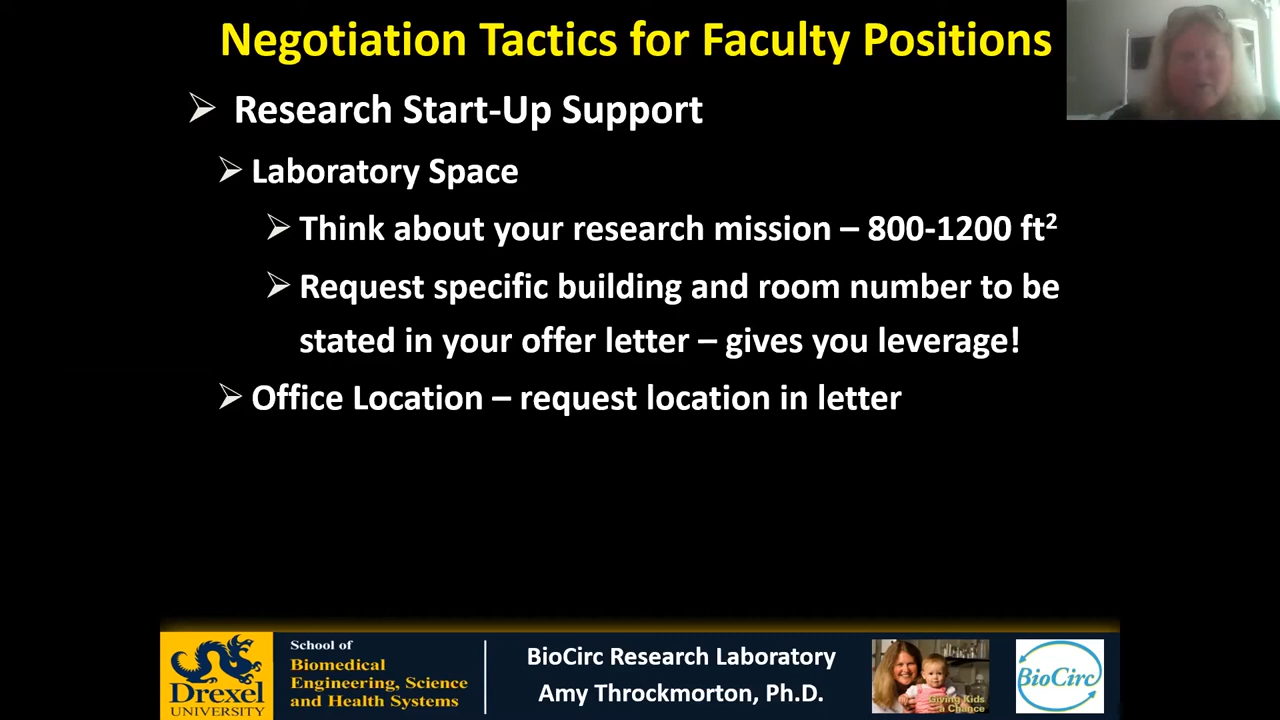 Negotiation Tactics for Faculty Positions
➢ Research Start-Up Support
➢ Laboratory Space
➢ Think about your research mission – 800-1200 ft²
➢ Request specific building and room number to be
stated in your offer letter – gives you leverage!
➢ Office Location – request location in letter
Drexel
UNIVERSITY
School of
Biomedical
Engineering, Science
and Health Systems
BioCirc Research Laboratory
Amy Throckmorton, Ph.D.
Giving Kids
a Chance
BioCirc